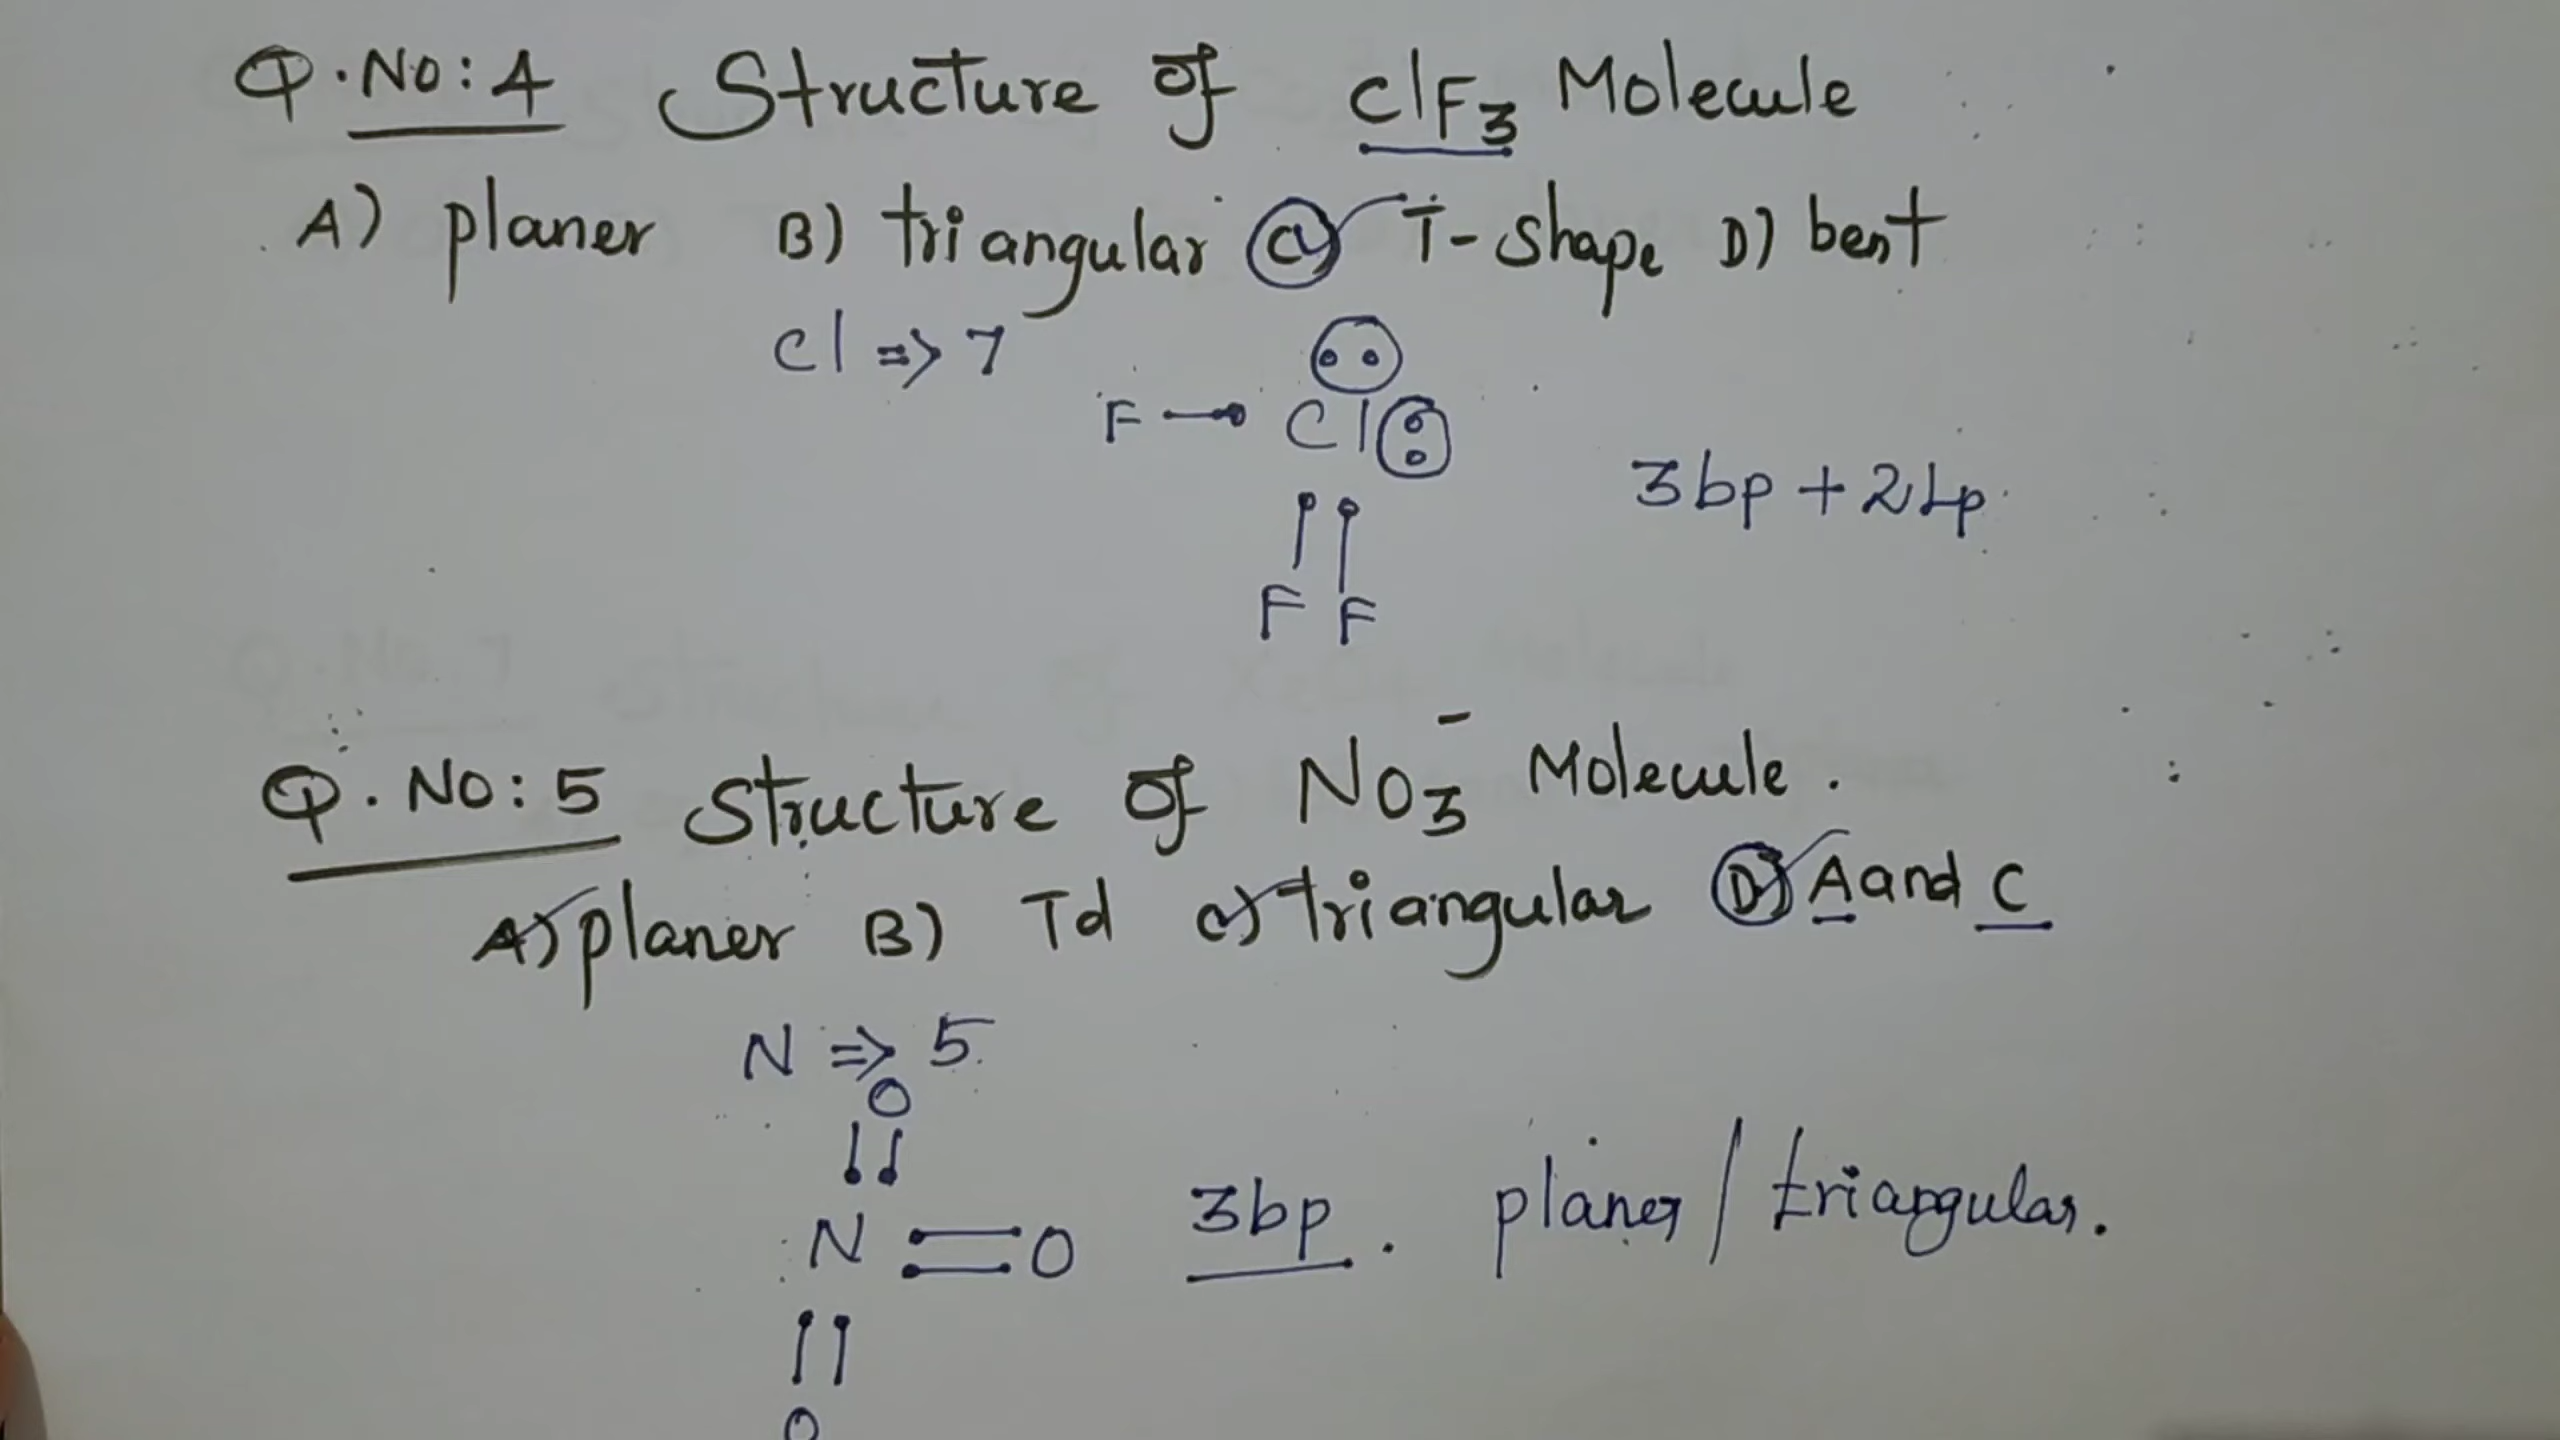 Q.No:4 Structure of ClF3 Molecule
A) planer B) triangular C) T-shape D) bent
Cl => 7
F Cl
3bp + 2Lp
F F
Q.No:5 Structure of NO3- Molecule.
A) planer B) Td C) triangular D) A and C
N => 5
O
N O 3bp. planer / triangular.
O